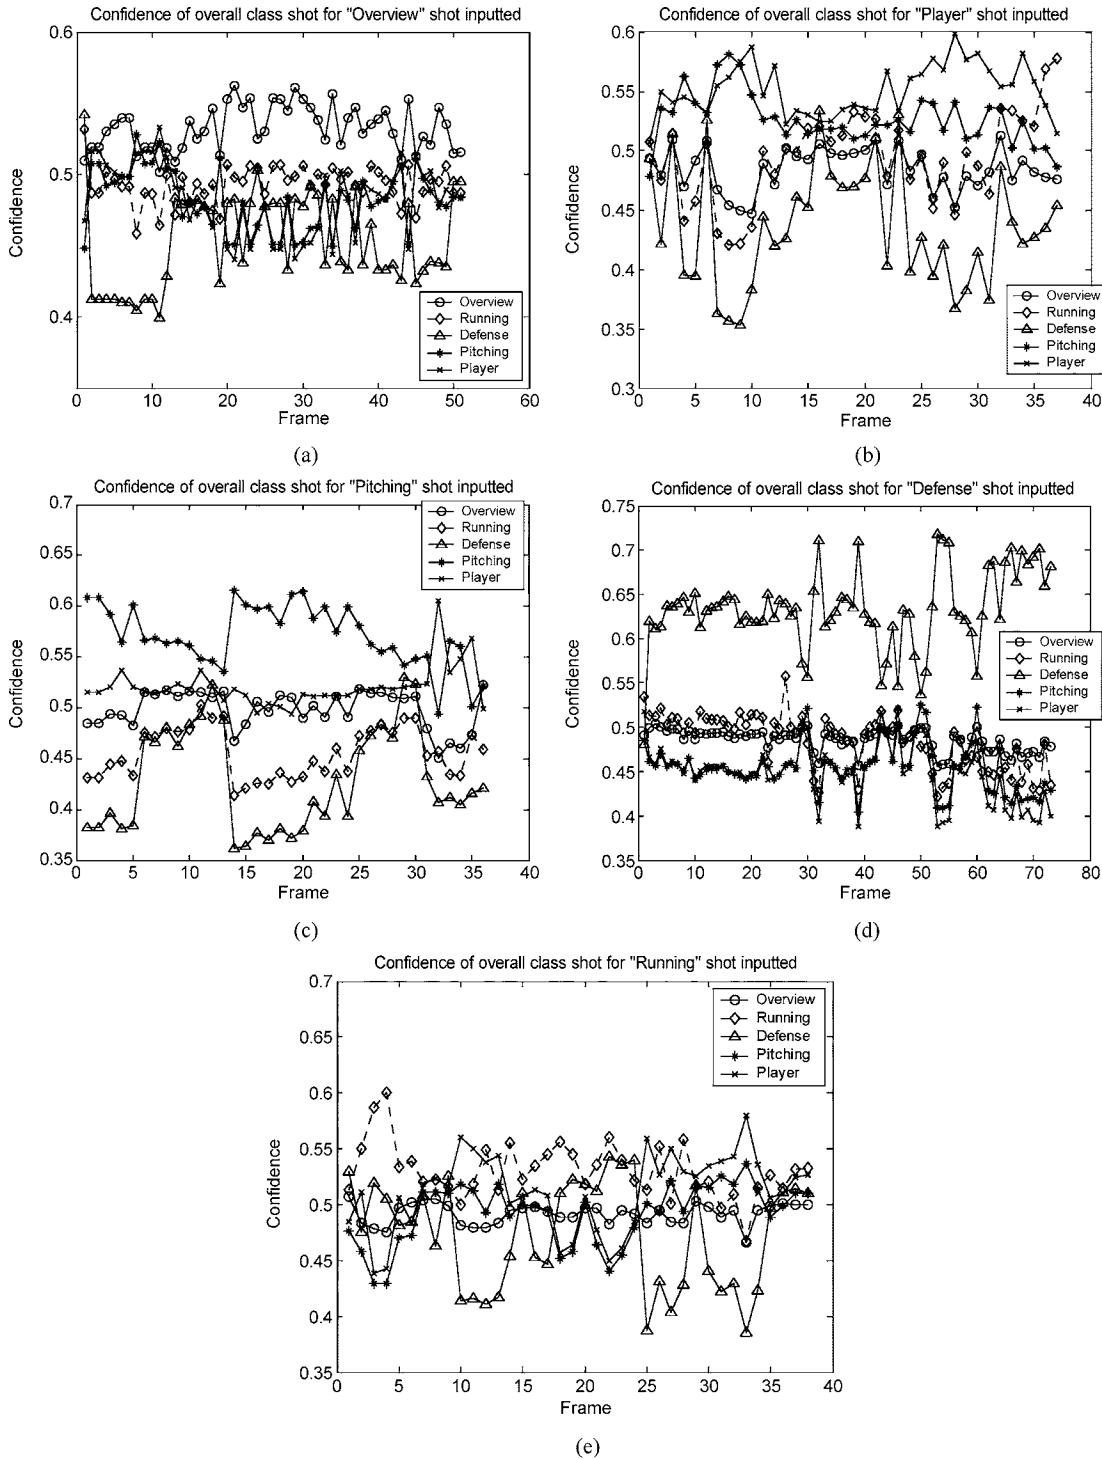 Confidence of overall class shot for "Overview" shot inputted
0.6
0.5
0.4
Confidence
0 10 20 30 40 50 60
Frame
Overview
Running
Defense
Pitching
Player
(a)
Confidence of overall class shot for "Player" shot inputted
0.6
0.55
0.5
0.45
0.4
0.35
0.3
Confidence
0 5 10 15 20 25 30 35 40
Frame
Overview
Running
Defense
Pitching
Player
(b)
Confidence of overall class shot for "Pitching" shot inputted
0.7
0.65
0.6
0.55
0.5
0.45
0.4
0.35
Confidence
0 5 10 15 20 25 30 35 40
Frame
Overview
Running
Defense
Pitching
Player
(c)
Confidence of overall class shot for "Defense" shot inputted
0.75
0.7
0.65
0.6
0.55
0.5
0.45
0.4
0.35
Confidence
0 10 20 30 40 50 60 70 80
Frame
Overview
Running
Defense
Pitching
Player
(d)
Confidence of overall class shot for "Running" shot inputted
0.7
0.65
0.6
0.55
0.5
0.45
0.4
0.35
Confidence
0 5 10 15 20 25 30 35 40
Frame
Overview
Running
Defense
Pitching
Player
(e)